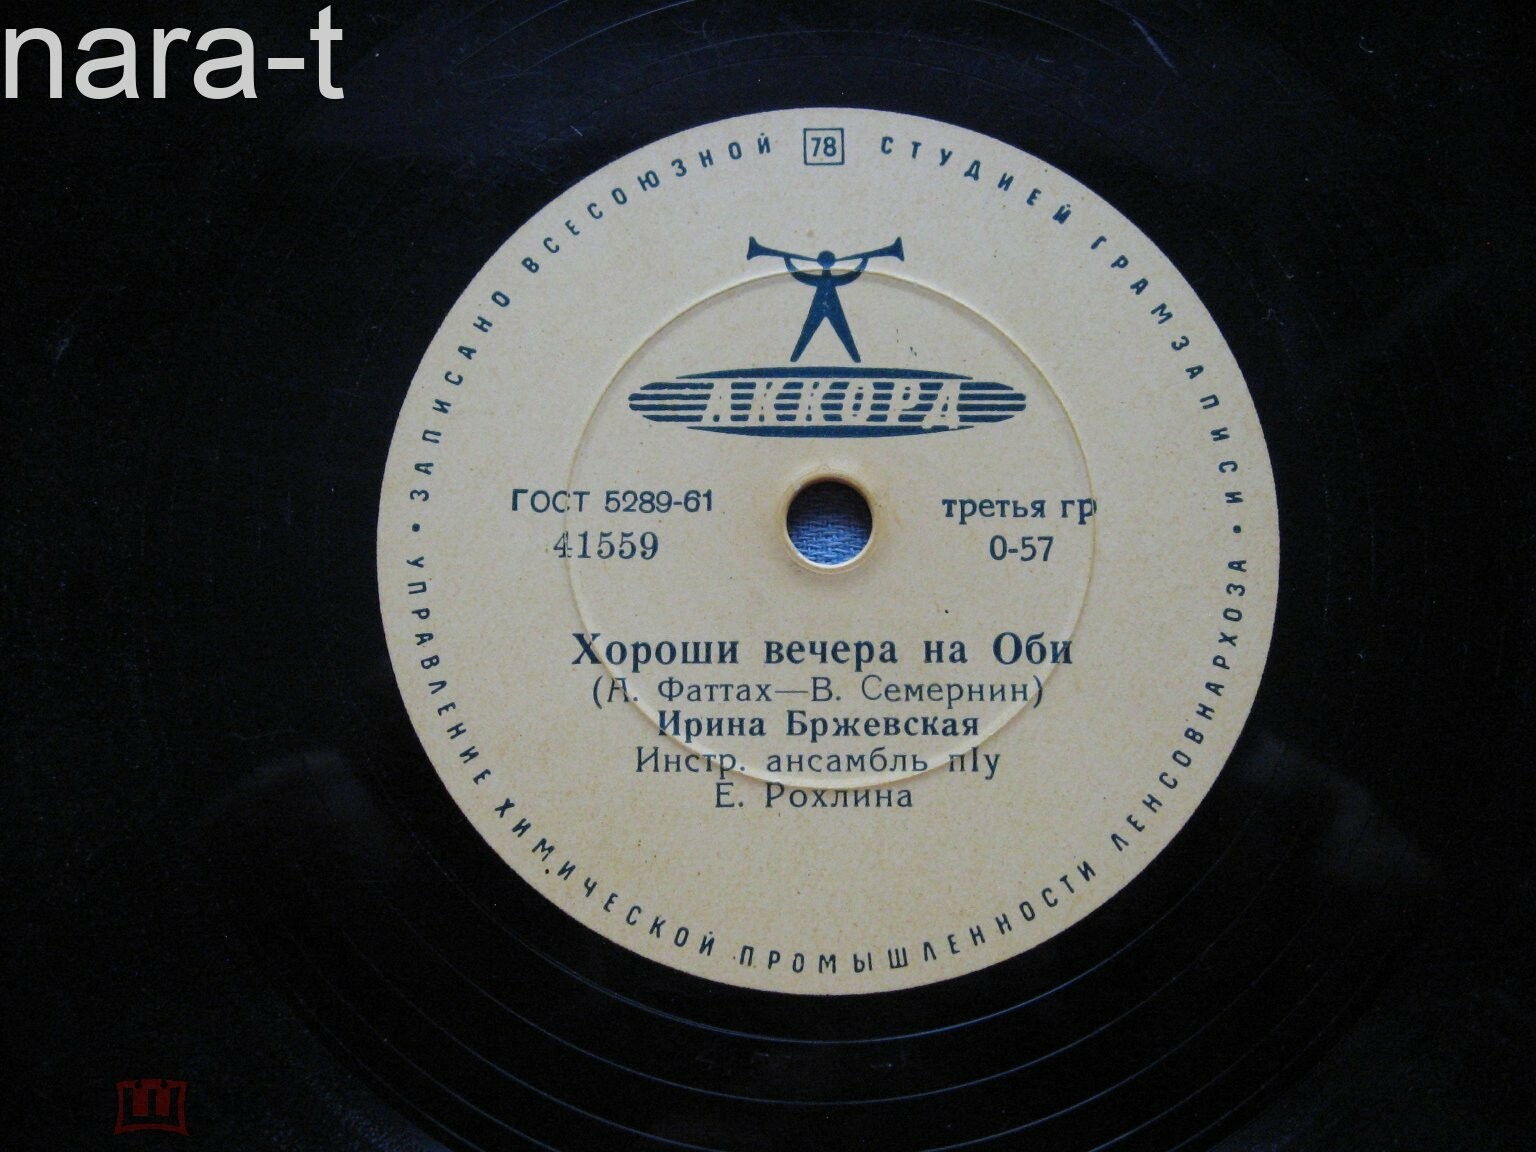 nara-t
ЗАПИСАНО ВСЕСОЮЗНОЙ 78 СТУДИЕЙ ГРАМЗАПИСИ
АККОРД
ГОСТ 5289-61
третья гр
41559
0-57
Хороши вечера на Оби
(А. Фаттах—В. Семернин)
Ирина Бржевская
Инстр. ансамбль п/у
Е. Рохлина
• УПРАВЛЕНИЕ ХИМИЧЕСКОЙ ПРОМЫШЛЕННОСТИ ЛЕНСОВНАРХОЗА •
Ш